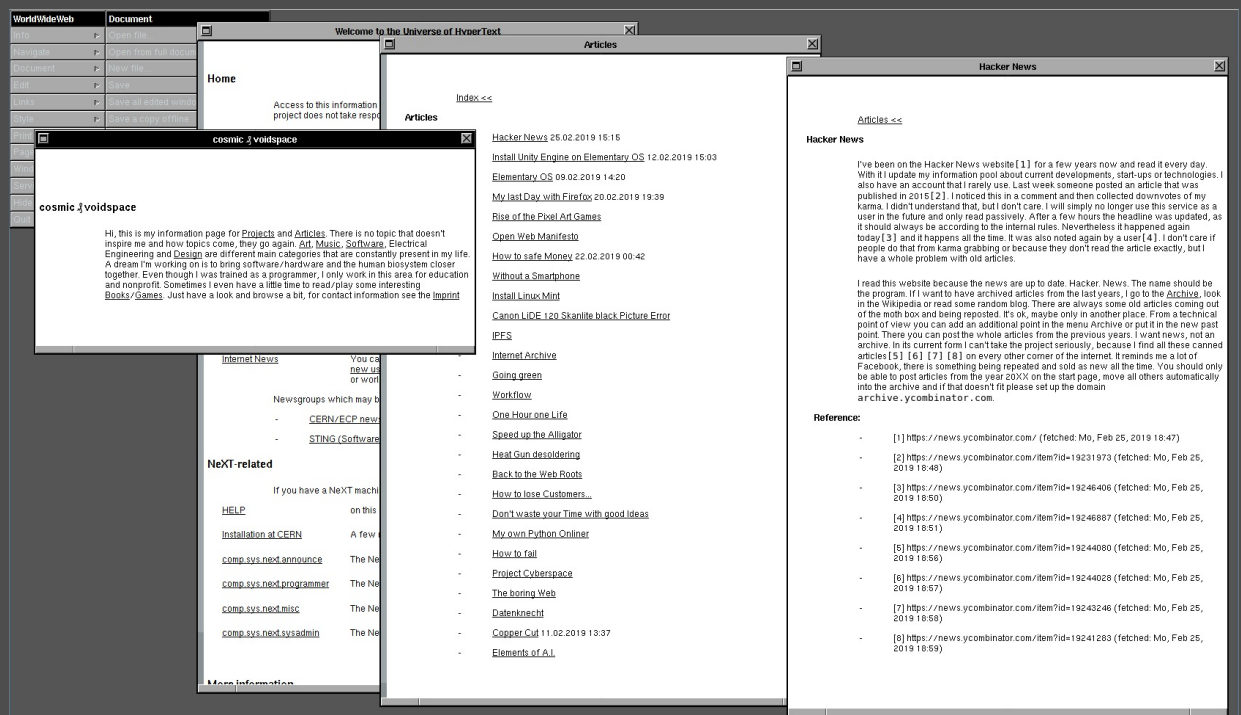 WorldWideWeb
Info
Navigate
Document
Edit
Links
Style
Print
Document
Open file...
Open from full docum
New file...
Save
Save all edited windo
Save a copy offline
Welcome to the Universe of HyperText
Home
Access to this information
project does not take resp
Internet News
You ca
new us
or worl
Newsgroups which may b
- CERN/ECP news
- STING (Software
NeXT-related
If you have a NeXT machi
HELP
on this
Installation at CERN
A few
comp.sys.next.announce
The Ne
comp.sys.next.programmer
The Ne
comp.sys.next.misc
The Ne
comp.sys.next.sysadmin
The Ne
More information
cosmic voidspace
cosmic voidspace
Hi, this is my information page for Projects and Articles. There is no topic that doesn't
inspire me and how topics come, they go again. Art, Music, Software, Electrical
Engineering and Design are different main categories that are constantly present in my life.
A dream I'm working on is to bring software/hardware and the human biosystem closer
together. Even though I was trained as a programmer, I only work in this area for education
and nonprofit. Sometimes I even have a little time to read/play some interesting
Books/Games. Just have a look and browse a bit, for contact information see the Imprint
Articles
Index <<
Articles
Hacker News 25.02.2019 15:15
Install Unity Engine on Elementary OS 12.02.2019 15:03
Elementary OS 09.02.2019 14:20
My last Day with Firefox 20.02.2019 19:39
Rise of the Pixel Art Games
Open Web Manifesto
How to safe Money 22.02.2019 00:42
Without a Smartphone
Install Linux Mint
Canon LiDE 120 Skanlite black Picture Error
IPFS
- Internet Archive
- Going green
- Workflow
- One Hour one Life
- Speed up the Alligator
- Heat Gun desoldering
- Back to the Web Roots
- How to lose Customers...
- Don't waste your Time with good Ideas
- My own Python Onliner
- How to fail
- Project Cyberspace
- The boring Web
- Datenknecht
- Copper Cut 11.02.2019 13:37
- Elements of A.I.
Hacker News
Articles <<
Hacker News
I've been on the Hacker News website[1] for a few years now and read it every day.
With it I update my information pool about current developments, start-ups or technologies. I
also have an account that I rarely use. Last week someone posted an article that was
published in 2015[2]. I noticed this in a comment and then collected downvotes of my
karma. I didn't understand that, but I don't care. I will simply no longer use this service as a
user in the future and only read passively. After a few hours the headline was updated, as
it should always be according to the internal rules. Nevertheless it happened again
today[3] and it happens all the time. It was also noted again by a user[4]. I don't care if
people do that from karma grabbing or because they don't read the article exactly, but I
have a whole problem with old articles.
I read this website because the news are up to date. Hacker. News. The name should be
the program. If I want to have archived articles from the last years, I go to the Archive, look
in the Wikipedia or read some random blog. There are always some old articles coming out
of the moth box and being reposted. It's ok, maybe only in another place. From a technical
point of view you can add an additional point in the menu Archive or put it in the new past
point. There you can post the whole articles from the previous years. I want news, not an
archive. In its current form I can't take the project seriously, because I find all these canned
articles[5] [6] [7] [8] on every other corner of the internet. It reminds me a lot of
Facebook, there is something being repeated and sold as new all the time. You should only
be able to post articles from the year 20XX on the start page, move all others automatically
into the archive and if that doesn't fit please set up the domain
archive.ycombinator.com.
Reference:
- [1] https://news.ycombinator.com/ (fetched: Mo, Feb 25, 2019 18:47)
- [2] https://news.ycombinator.com/item?id=19231973 (fetched: Mo, Feb 25,
2019 18:48)
- [3] https://news.ycombinator.com/item?id=19246406 (fetched: Mo, Feb 25,
2019 18:50)
- [4] https://news.ycombinator.com/item?id=19246887 (fetched: Mo, Feb 25,
2019 18:51)
- [5] https://news.ycombinator.com/item?id=19244080 (fetched: Mo, Feb 25,
2019 18:56)
- [6] https://news.ycombinator.com/item?id=19244028 (fetched: Mo, Feb 25,
2019 18:57)
- [7] https://news.ycombinator.com/item?id=19243246 (fetched: Mo, Feb 25,
2019 18:58)
- [8] https://news.ycombinator.com/item?id=19241283 (fetched: Mo, Feb 25,
2019 18:59)